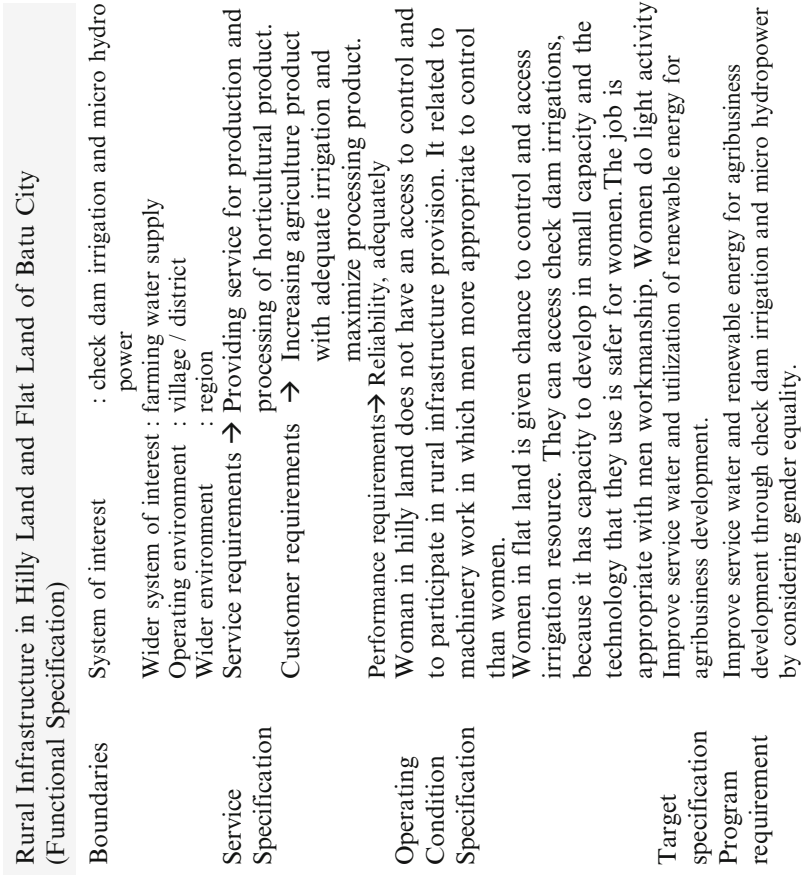 Rural Infrastructure in Hilly Land and Flat Land of Batu City
(Functional Specification)
Boundaries
System of interest : check dam irrigation and micro hydro
power
Wider system of interest : farming water supply
Operating environment : village / district
Wider environment : region
Service
Specification
Service requirements → Providing service for production and
processing of horticultural product.
Customer requirements → Increasing agriculture product
with adequate irrigation and
maximize processing product.
Performance requirements→ Reliability, adequately
Operating
Condition
Specification
Woman in hilly lamd does not have an access to control and
to participate in rural infrastructure provision. It related to
machinery work in which men more appropriate to control
than women.
Women in flat land is given chance to control and access
irrigation resource. They can access check dam irrigations,
because it has capacity to develop in small capacity and the
technology that they use is safer for women.The job is
appropriate with men workmanship. Women do light activity
Target
specification
Improve service water and utilization of renewable energy for
agribusiness development.
Program
requirement
Improve service water and renewable energy for agribusiness
development through check dam irrigation and micro hydropower
by considering gender equality.